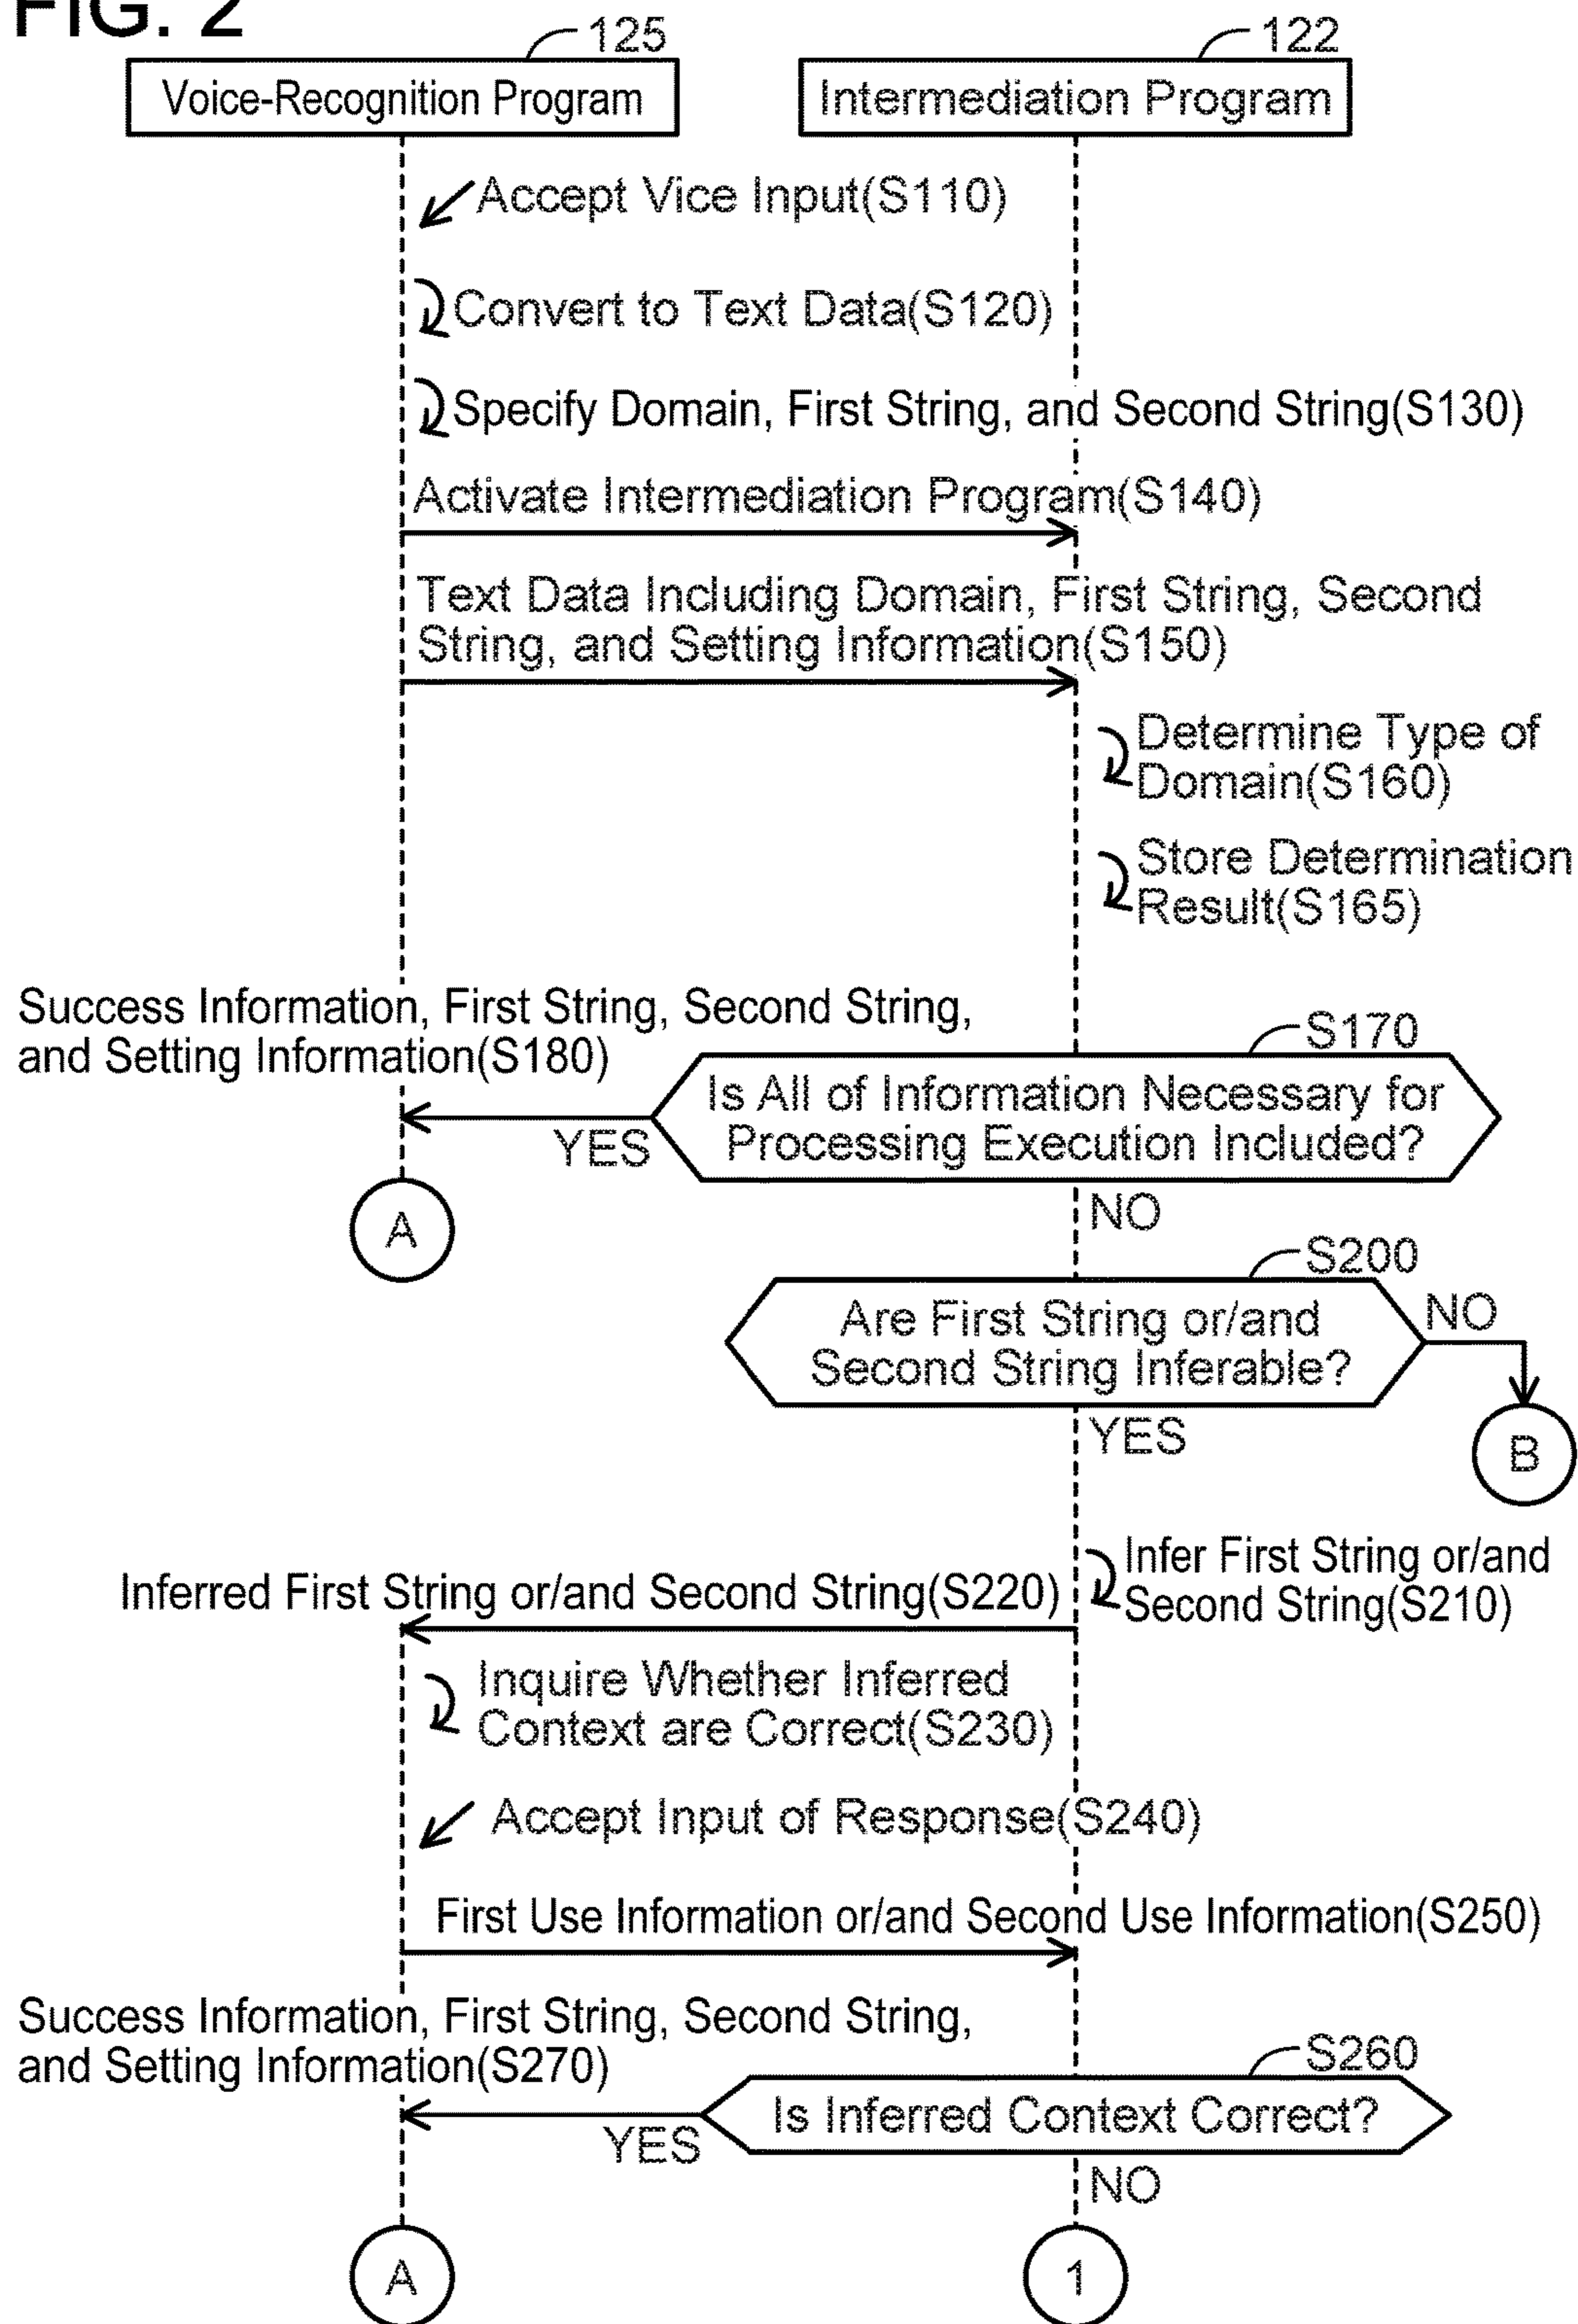 FIG. 2
125
122
Voice-Recognition Program
Intermediation Program
Accept Vice Input(S110)
Convert to Text Data(S120)
Specify Domain, First String, and Second String(S130)
Activate Intermediation Program(S140)
Text Data Including Domain, First String, Second
String, and Setting Information(S150)
Determine Type of
Domain(S160)
Store Determination
Result(S165)
Success Information, First String, Second String,
and Setting Information(S180)
S170
Is All of Information Necessary for
Processing Execution Included?
YES
NO
A
S200
Are First String or/and
Second String Inferable?
NO
YES
B
Infer First String or/and
Second String(S210)
Inferred First String or/and Second String(S220)
Inquire Whether Inferred
Context are Correct(S230)
Accept Input of Response(S240)
First Use Information or/and Second Use Information(S250)
Success Information, First String, Second String,
and Setting Information(S270)
S260
Is Inferred Context Correct?
YES
NO
A
1